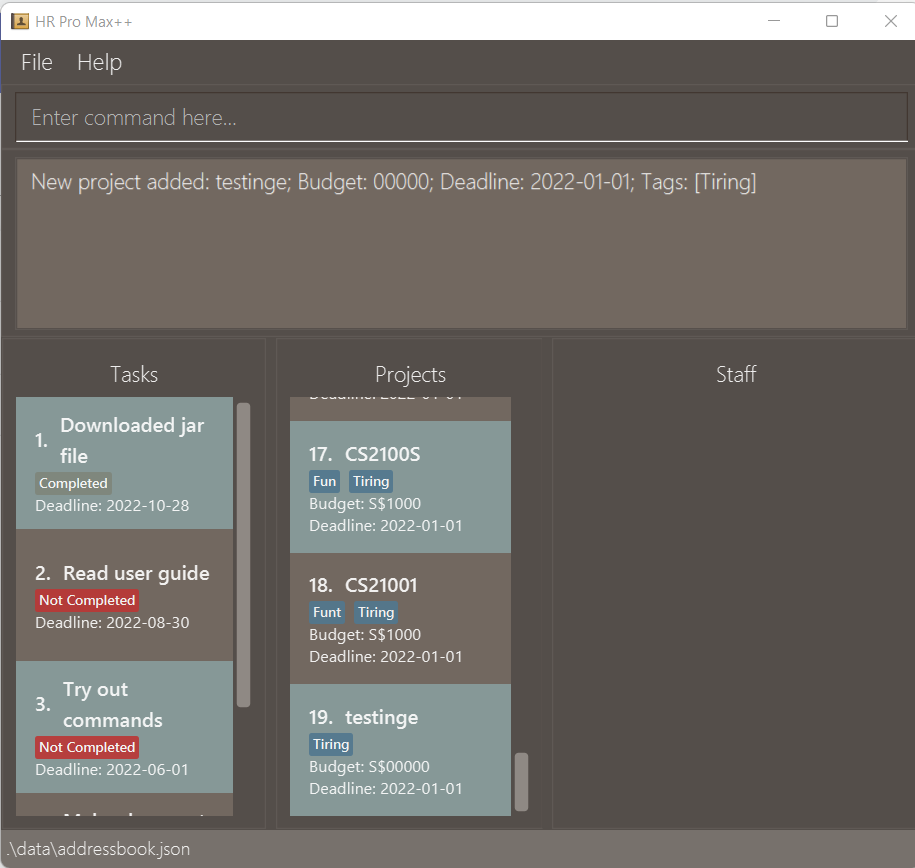 HR Pro Max++
File Help
Enter command here...
New project added: testinge; Budget: 00000; Deadline: 2022-01-01; Tags: [Tiring]
Tasks
1. Downloaded jar
file
Completed
Deadline: 2022-10-28
2. Read user guide
Not Completed
Deadline: 2022-08-30
3. Try out
commands
Not Completed
Deadline: 2022-06-01
Projects
Deadline: 2022-01-01
17. CS2100S
Fun Tiring
Budget: S$1000
Deadline: 2022-01-01
18. CS21001
Funt Tiring
Budget: S$1000
Deadline: 2022-01-01
19. testinge
Tiring
Budget: S$00000
Deadline: 2022-01-01
Staff
.\data\addressbook.json